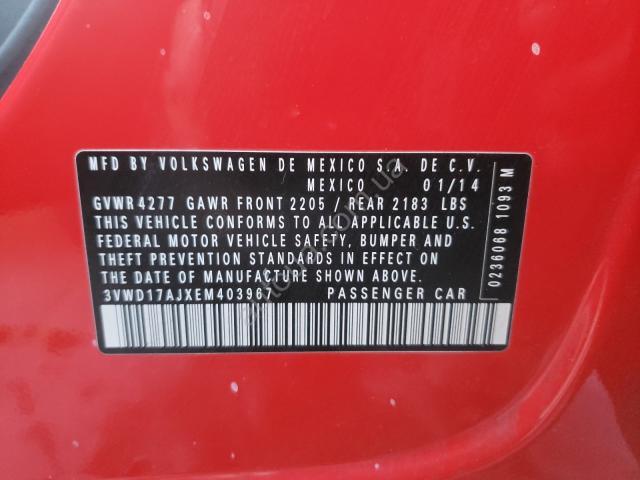 MFD BY VOLKSWAGEN DE MEXICO S.A. DE C.V.
MEXICO 01/14
GVWR4277 GAWR FRONT 2205 / REAR 2183 LBS
THIS VEHICLE CONFORMS TO ALL APPLICABLE U.S.
FEDERAL MOTOR VEHICLE SAFETY, BUMPER AND
THEFT PREVENTION STANDARDS IN EFFECT ON
THE DATE OF MANUFACTURE SHOWN ABOVE.
3VWD17AJXEM403967 PASSENGER CAR
0236068 1093 M